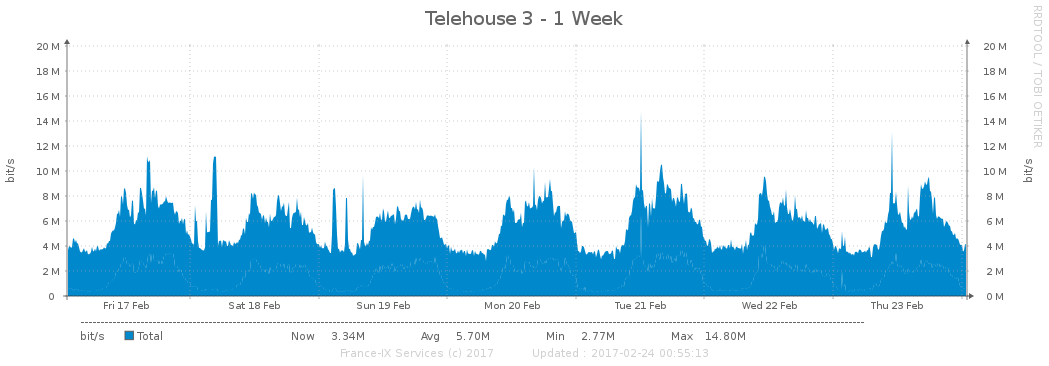 Telehouse 3 - 1 Week
RRDTOOL / TOBI OETIKER
20 M 20 M
18 M 18 M
16 M 16 M
14 M 14 M
12 M 12 M
10 M 10 M
8 M 8 M
6 M 6 M
4 M 4 M
2 M 2 M
0 0 M
bit/s bit/s
Fri 17 Feb Sat 18 Feb Sun 19 Feb Mon 20 Feb Tue 21 Feb Wed 22 Feb Thu 23 Feb
bit/s Total Now 3.34M Avg 5.70M Min 2.77M Max 14.80M
France-IX Services (c) 2017 Updated : 2017-02-24 00:55:13